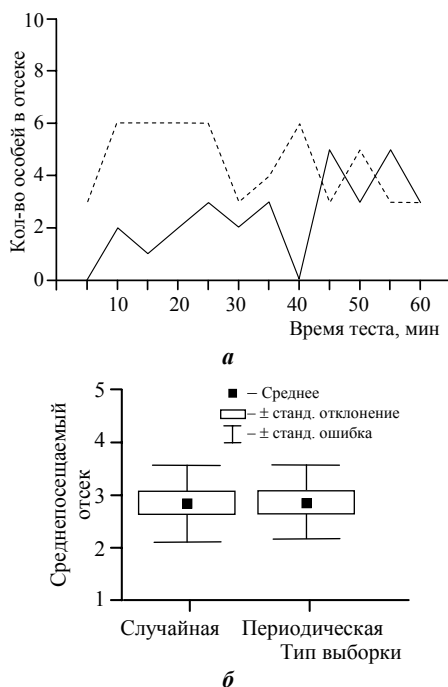 10
8
6
4
2
0
Кол-во особей в отсеке
10 20 30 40 50 60
Время теста, мин
а
5
4
3
2
1
Среднепосещаемый
отсек
– Среднее
– ± станд. отклонение
– ± станд. ошибка
Случайная Периодическая
Тип выборки
б